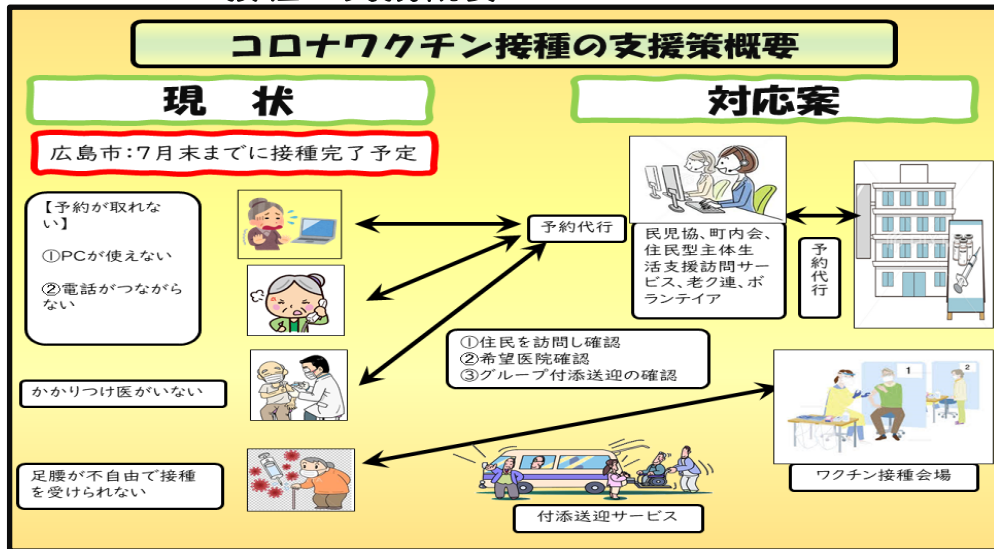 コロナワクチン接種の支援策概要
現 状
対応案
広島市:7月末までに接種完了予定
【予約が取れな
い】
①PCが使えない
②電話がつながら
ない
かかりつけ医がいない
足腰が不自由で接種
を受けられない
予約代行
民児協、町内会、
住民型主体生
活支援訪問サー
ビス、老ク連、ボ
ランテイア
予約代行
①住民を訪問し確認
②希望医院確認
③グループ付添送迎の確認
1
2
ワクチン接種会場
付添送迎サービス